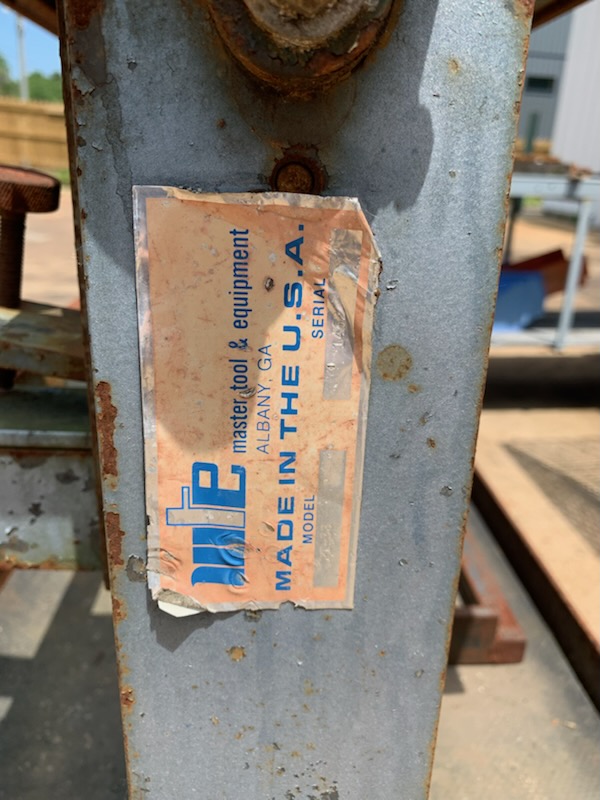 mte
master tool & equipment
ALBANY, GA
MADE IN THE U.S.A.
MODEL
SERIAL